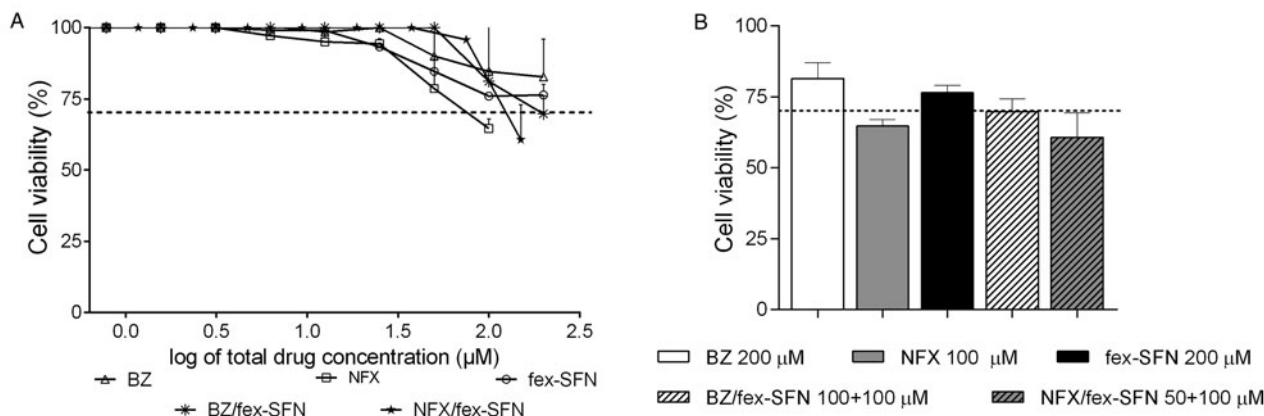 A
Cell viability (%)
100
75
50
25
0
0.0 0.5 1.0 1.5 2.0 2.5
log of total drug concentration (µM)
BZ NFX fex-SFN
BZ/fex-SFN NFX/fex-SFN
B
Cell viability (%)
100
75
50
25
0
BZ 200 µM NFX 100 µM fex-SFN 200 µM
BZ/fex-SFN 100+100 µM NFX/fex-SFN 50+100 µM